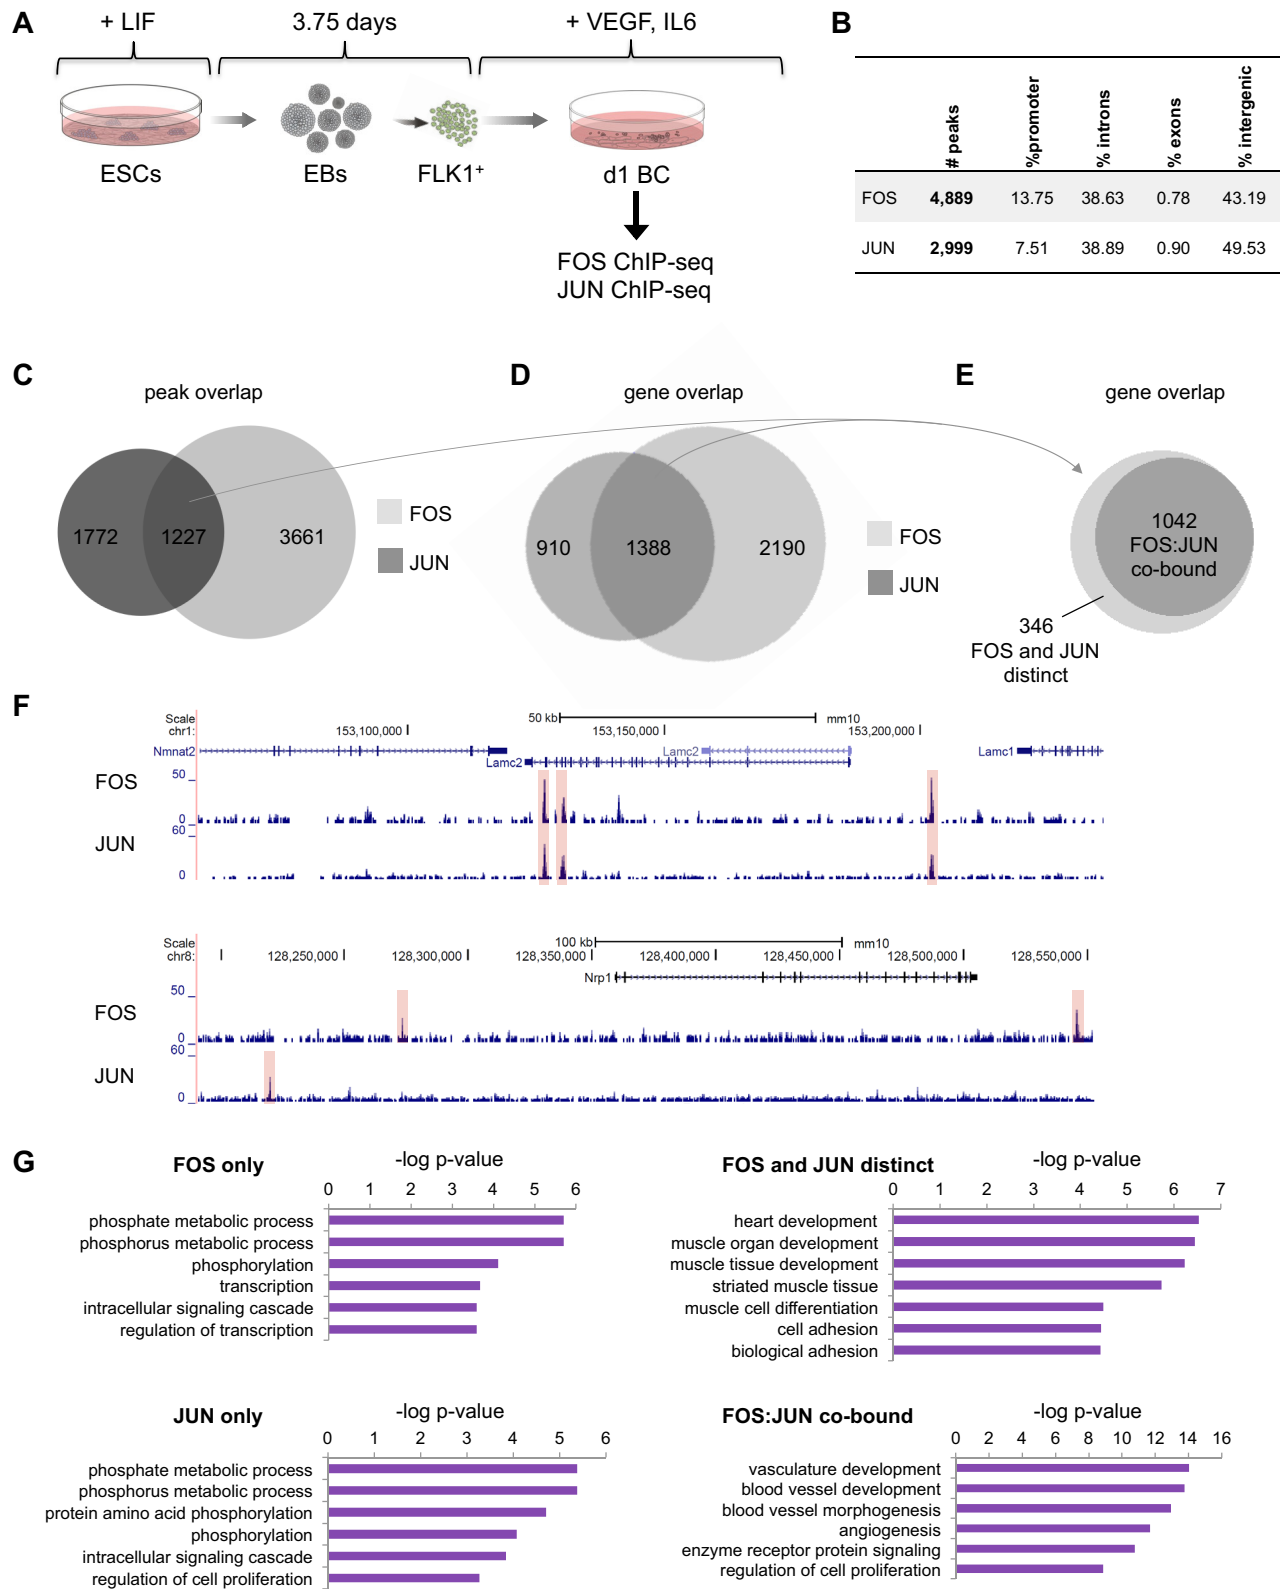 A
+ LIF
3.75 days
+ VEGF, IL6
ESCs
EBs
FLK1+
d1 BC
FOS ChIP-seq
JUN ChIP-seq
B
# peaks
%promoter
% introns
% exons
% intergenic
FOS 4,889 13.75 38.63 0.78 43.19
JUN 2,999 7.51 38.89 0.90 49.53
C
peak overlap
1772 1227 3661
FOS
JUN
D
gene overlap
910 1388 2190
FOS
JUN
E
gene overlap
1042
FOS:JUN
co-bound
346
FOS and JUN
distinct
F
Scale 50 kb mm10
chr1: 153,100,000 153,150,000 153,200,000
Nmnat2 Lamc2 Lamc1
Lamc2
50
FOS
0
60
JUN
0
Scale 100 kb mm10
chr8: 128,250,000 128,300,000 128,350,000 128,400,000 128,450,000 128,500,000 128,550,000
Nrp1
50
FOS
0
60
JUN
0
G
FOS only
-log p-value
0 1 2 3 4 5 6
phosphate metabolic process
phosphorus metabolic process
phosphorylation
transcription
intracellular signaling cascade
regulation of transcription
FOS and JUN distinct
-log p-value
0 1 2 3 4 5 6 7
heart development
muscle organ development
muscle tissue development
striated muscle tissue
muscle cell differentiation
cell adhesion
biological adhesion
JUN only
-log p-value
0 1 2 3 4 5 6
phosphate metabolic process
phosphorus metabolic process
protein amino acid phosphorylation
phosphorylation
intracellular signaling cascade
regulation of cell proliferation
FOS:JUN co-bound
-log p-value
0 2 4 6 8 10 12 14 16
vasculature development
blood vessel development
blood vessel morphogenesis
angiogenesis
enzyme receptor protein signaling
regulation of cell proliferation